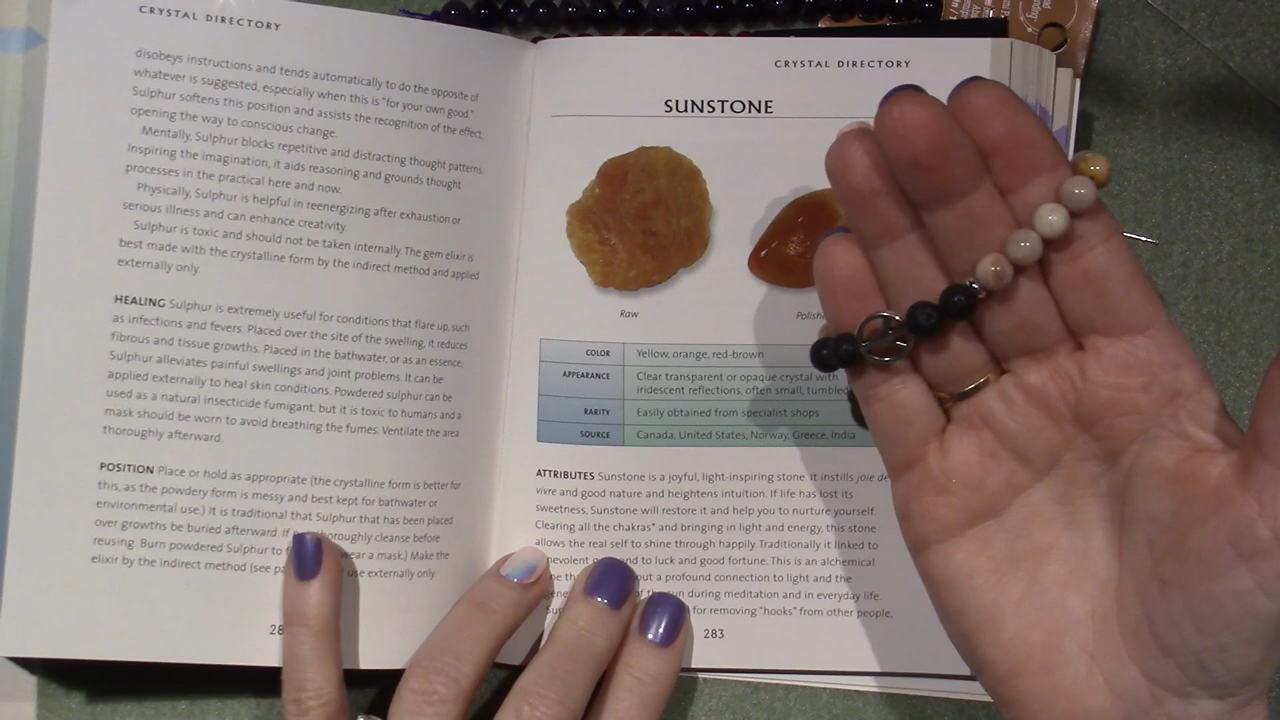 CRYSTAL DIRECTORY
disobeys instructions and tends automatically to do the opposite of
whatever is suggested, especially when this is "for your own good."
Sulphur softens this position and assists the recognition of the effect,
opening the way to conscious change.
Mentally, Sulphur blocks repetitive and distracting thought patterns.
Inspiring the imagination, it aids reasoning and grounds thought
processes in the practical here and now.
Physically, Sulphur is helpful in reenergizing after exhaustion or
serious illness and can enhance creativity.
Sulphur is toxic and should not be taken internally. The gem elixir is
best made with the crystalline form by the indirect method and applied
externally only.
HEALING Sulphur is extremely useful for conditions that flare up, such
as infections and fevers. Placed over the site of the swelling, it reduces
fibrous and tissue growths. Placed in the bathwater, or as an essence,
Sulphur alleviates painful swellings and joint problems. It can be
applied externally to heal skin conditions. Powdered sulphur can be
used as a natural insecticide fumigant, but it is toxic to humans and a
mask should be worn to avoid breathing the fumes. Ventilate the area
thoroughly afterward.
POSITION Place or hold as appropriate (the crystalline form is better for
this, as the powdery form is messy and best kept for bathwater or
environmental use.) It is traditional that Sulphur that has been placed
over growths be buried afterward. If thoroughly cleanse before
reusing. Burn powdered Sulphur to wear a mask.) Make the
elixir by the indirect method (see use externally only.
CRYSTAL DIRECTORY
SUNSTONE
Raw
COLOR Yellow, orange, red-brown
APPEARANCE Clear transparent or opaque crystal with
iridescent reflections, often small, tumbled
RARITY Easily obtained from specialist shops
SOURCE Canada, United States, Norway, Greece, India
ATTRIBUTES Sunstone is a joyful, light-inspiring stone. It instills joie de
vivre and good nature and heightens intuition. If life has lost its
sweetness, Sunstone will restore it and help you to nurture yourself.
Clearing all the chakras* and bringing in light and energy, this stone
allows the real self to shine through happily. Traditionally it linked to
and to luck and good fortune. This is an alchemical
a profound connection to light and the
of the sun during meditation and in everyday life.
for removing "hooks" from other people,
283